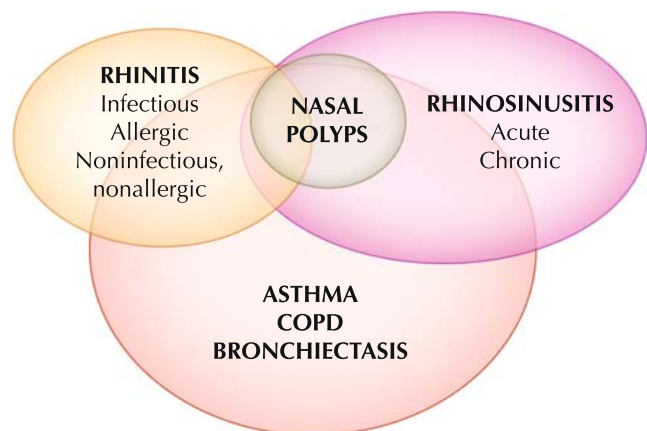 RHINITIS
Infectious
Allergic
Noninfectious,
nonallergic
NASAL
POLYPS
RHINOSINUSITIS
Acute
Chronic
ASTHMA
COPD
BRONCHIECTASIS